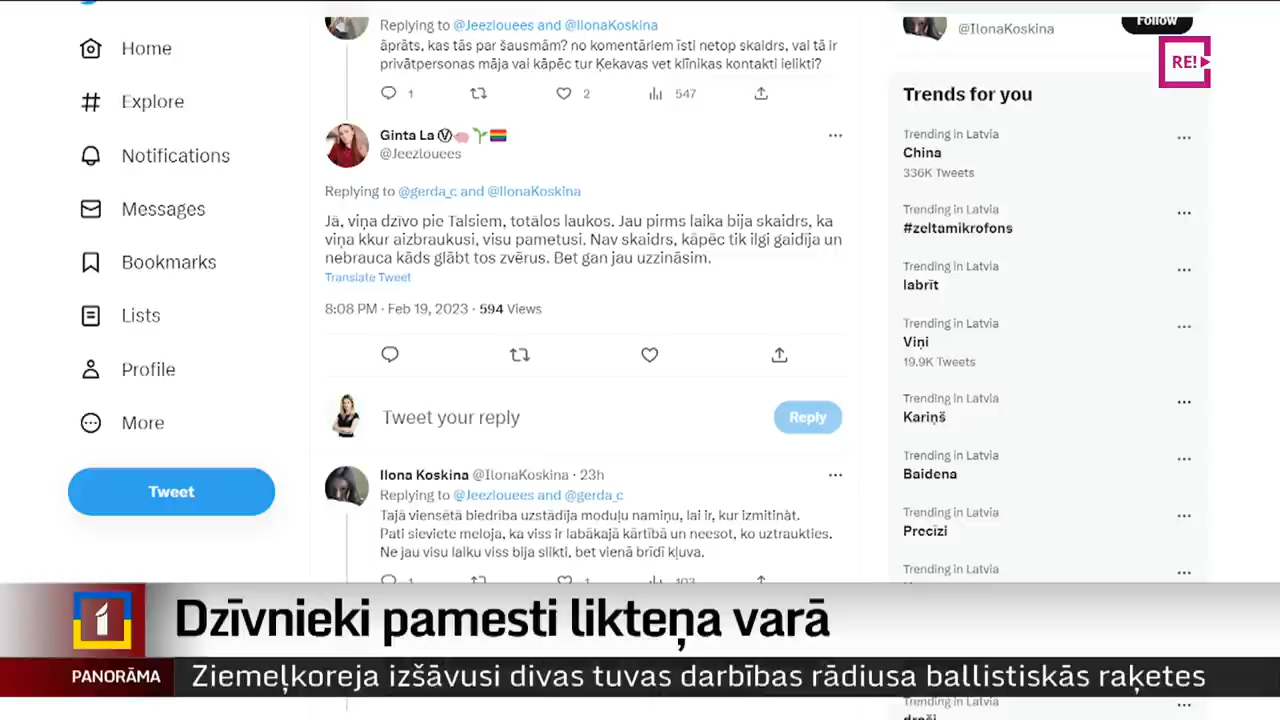 Home
Explore
Notifications
Messages
Bookmarks
Lists
Profile
More
Tweet
Replying to @Jeezlouees and @IlonaKoskina
āprāts, kas tās par šausmām? no komentāriem īsti netop skaidrs, vai tā ir
privātpersonas māja vai kāpēc tur Ķekavas vet klīnikas kontakti ielikti?
1
2
547
Ginta La Ⓥ
@Jeezlouees
Replying to @gerda_c and @IlonaKoskina
Jā, viņa dzīvo pie Talsiem, totālos laukos. Jau pirms laika bija skaidrs, ka
viņa kkur aizbraukusi, visu pametusi. Nav skaidrs, kāpēc tik ilgi gaidīja un
nebrauca kāds glābt tos zvērus. Bet gan jau uzzināsim.
Translate Tweet
8:08 PM · Feb 19, 2023 · 594 Views
Tweet your reply
Reply
Ilona Koskina @IlonaKoskina · 23h
Replying to @Jeezlouees and @gerda_c
Tajā viensētā biedrība uzstādīja moduļu namiņu, lai ir, kur izmitināt.
Pati sieviete meloja, ka viss ir labākajā kārtībā un neesot, ko uztraukties.
Ne jau visu laiku viss bija slikti, bet vienā brīdī kļuva.
1
1
103
@IlonaKoskina
Follow
RE!
Trends for you
Trending in Latvia
China
336K Tweets
Trending in Latvia
#zeltamikrofons
Trending in Latvia
labrīt
Trending in Latvia
Viņi
19.9K Tweets
Trending in Latvia
Kariņš
Trending in Latvia
Baidena
Trending in Latvia
Precīzi
Trending in Latvia
1
Dzīvnieki pamesti likteņa varā
PANORĀMA
Ziemeļkoreja izšāvusi divas tuvas darbības rādiusa ballistiskās raķetes
Trending in Latvia